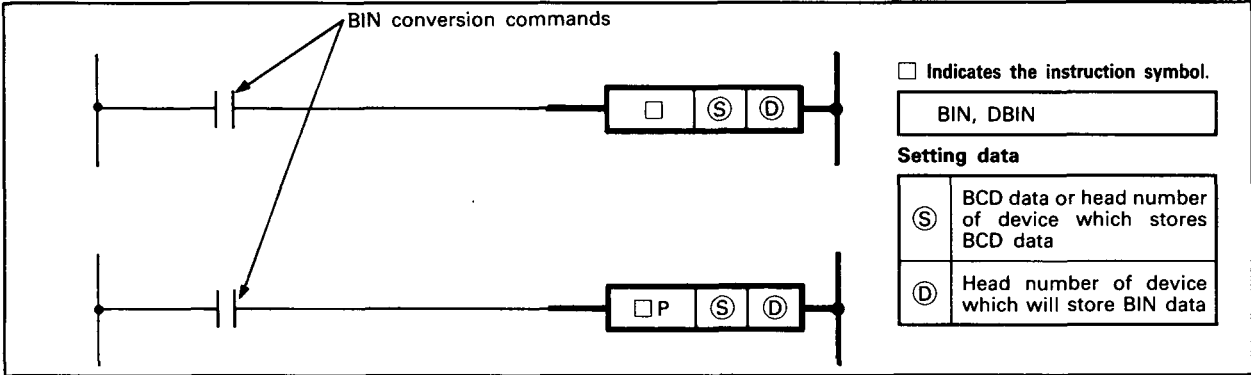 BIN conversion commands
□ Ⓢ Ⓓ
□P Ⓢ Ⓓ
□ Indicates the instruction symbol.
BIN, DBIN
Setting data
Ⓢ
BCD data or head number
of device which stores
BCD data
Ⓓ
Head number of device
which will store BIN data